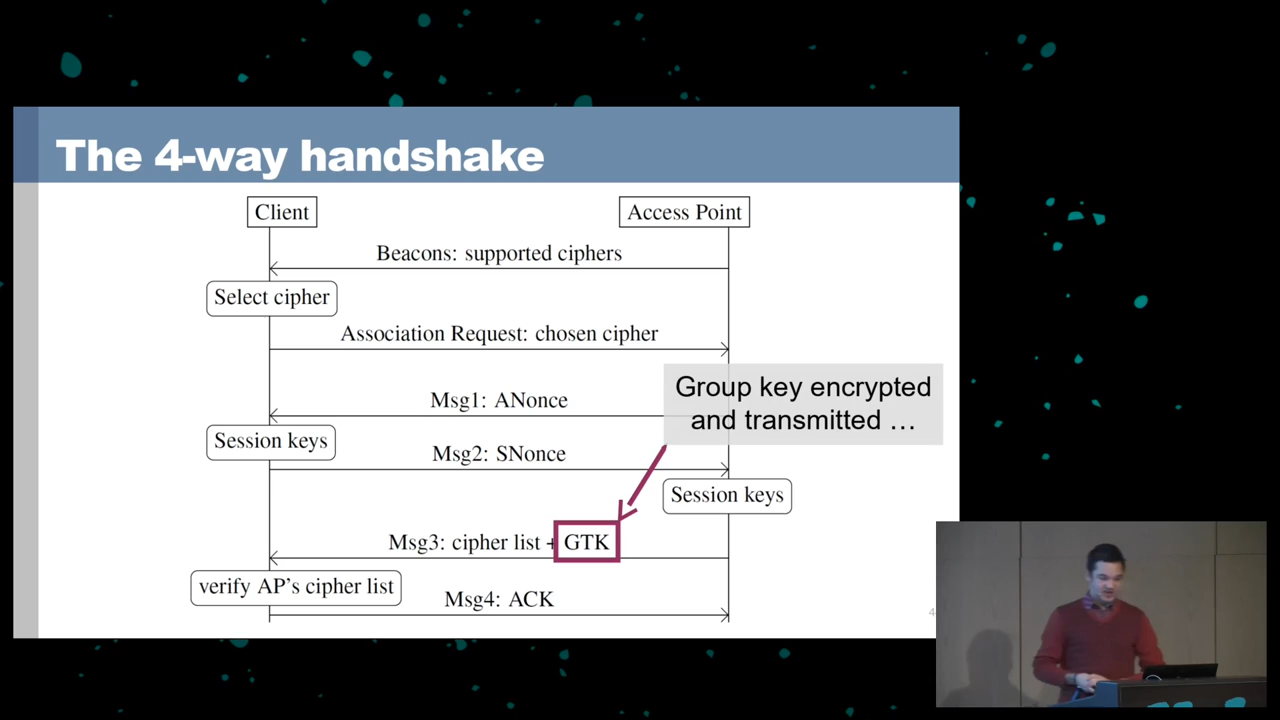 The 4-way handshake
Client
Access Point
Beacons: supported ciphers
Select cipher
Association Request: chosen cipher
Group key encrypted
and transmitted …
Msg1: ANonce
Session keys
Msg2: SNonce
Session keys
Msg3: cipher list + GTK
verify AP's cipher list
Msg4: ACK